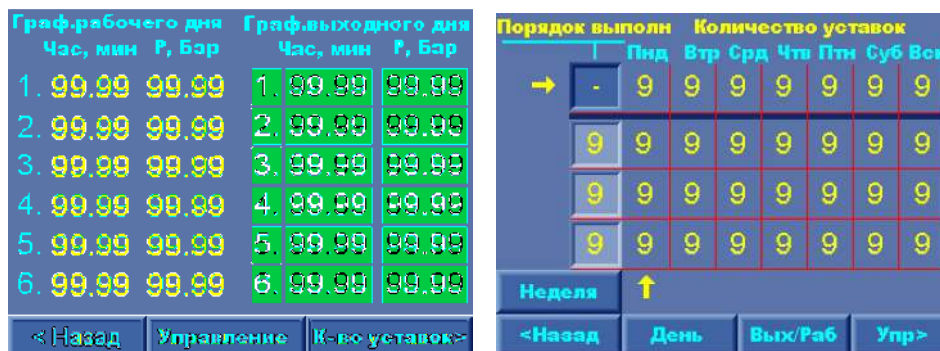 Граф.рабочего дня Граф.выходного дня
Час, мин Р, Бар Час, мин Р, Бар
1. 99.99 99.99 1. 99.99 99.99
2. 99.99 99.99 2. 99.99 99.99
3. 99.99 99.99 3. 99.99 99.99
4. 99.99 99.99 4. 99.99 99.99
5. 99.99 99.99 5. 99.99 99.99
6. 99.99 99.99 6. 99.99 99.99
< Назад Управление К-во уставок>
Порядок выполн Количество уставок
Пнд Втр Срд Чтв Птн Суб Вск
- 9 9 9 9 9 9 9
9 9 9 9 9 9 9 9
9 9 9 9 9 9 9 9
9 9 9 9 9 9 9 9
Неделя
<Назад День Вых/Раб Упр>